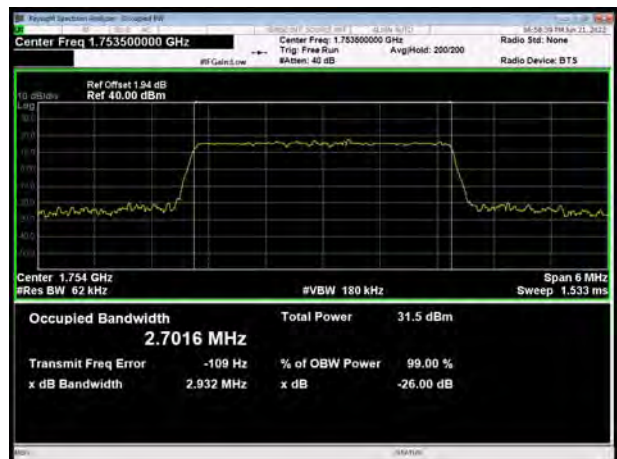 Keysight Spectrum Analyzer - Occupied BW
Center Freq 1.753500000 GHz
Center Freq: 1.753500000 GHz
Trig: Free Run
Avg|Hold: 200/200
#IFGain:Low
#Atten: 40 dB
Radio Std: None
Radio Device: BTS
Ref Offset 1.94 dB
10 dB/div
Ref 40.00 dBm
Log
Center 1.754 GHz
Span 6 MHz
#Res BW 62 kHz
#VBW 180 kHz
Sweep 1.533 ms
Occupied Bandwidth
2.7016 MHz
Total Power
31.5 dBm
Transmit Freq Error
-109 Hz
% of OBW Power
99.00 %
x dB Bandwidth
2.932 MHz
x dB
-26.00 dB
MSG
STATUS